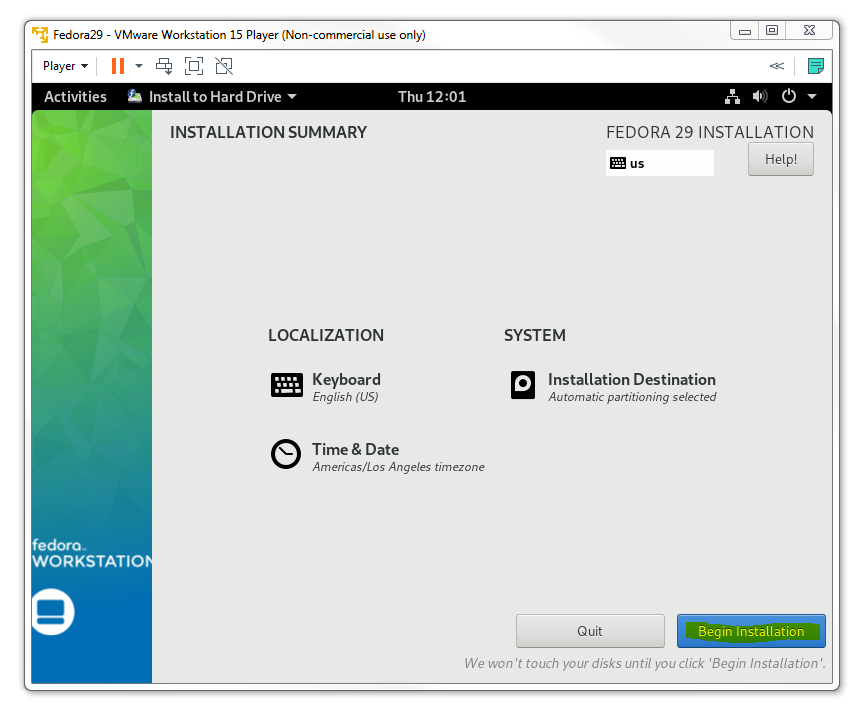 Fedora29 - VMware Workstation 15 Player (Non-commercial use only)
Player
Activities Install to Hard Drive Thu 12:01
INSTALLATION SUMMARY
FEDORA 29 INSTALLATION
us
Help!
LOCALIZATION
Keyboard
English (US)
Time & Date
Americas/Los Angeles timezone
SYSTEM
Installation Destination
Automatic partitioning selected
fedora
WORKSTATION
Quit
Begin Installation
We won't touch your disks until you click 'Begin Installation'.